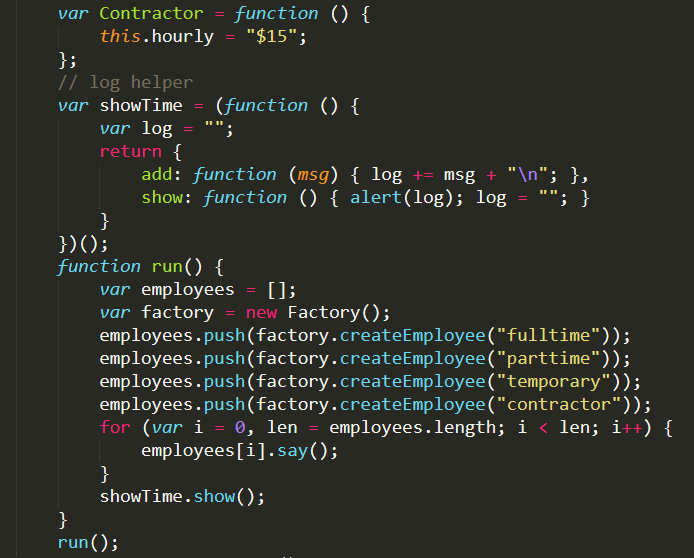 var Contractor = function () {
    this.hourly = "$15";
};
// log helper
var showTime = (function () {
    var log = "";
    return {
        add: function (msg) { log += msg + "\n"; },
        show: function () { alert(log); log = ""; }
    }
})();
function run() {
    var employees = [];
    var factory = new Factory();
    employees.push(factory.createEmployee("fulltime"));
    employees.push(factory.createEmployee("parttime"));
    employees.push(factory.createEmployee("temporary"));
    employees.push(factory.createEmployee("contractor"));
    for (var i = 0, len = employees.length; i < len; i++) {
        employees[i].say();
    }
    showTime.show();
}
run();